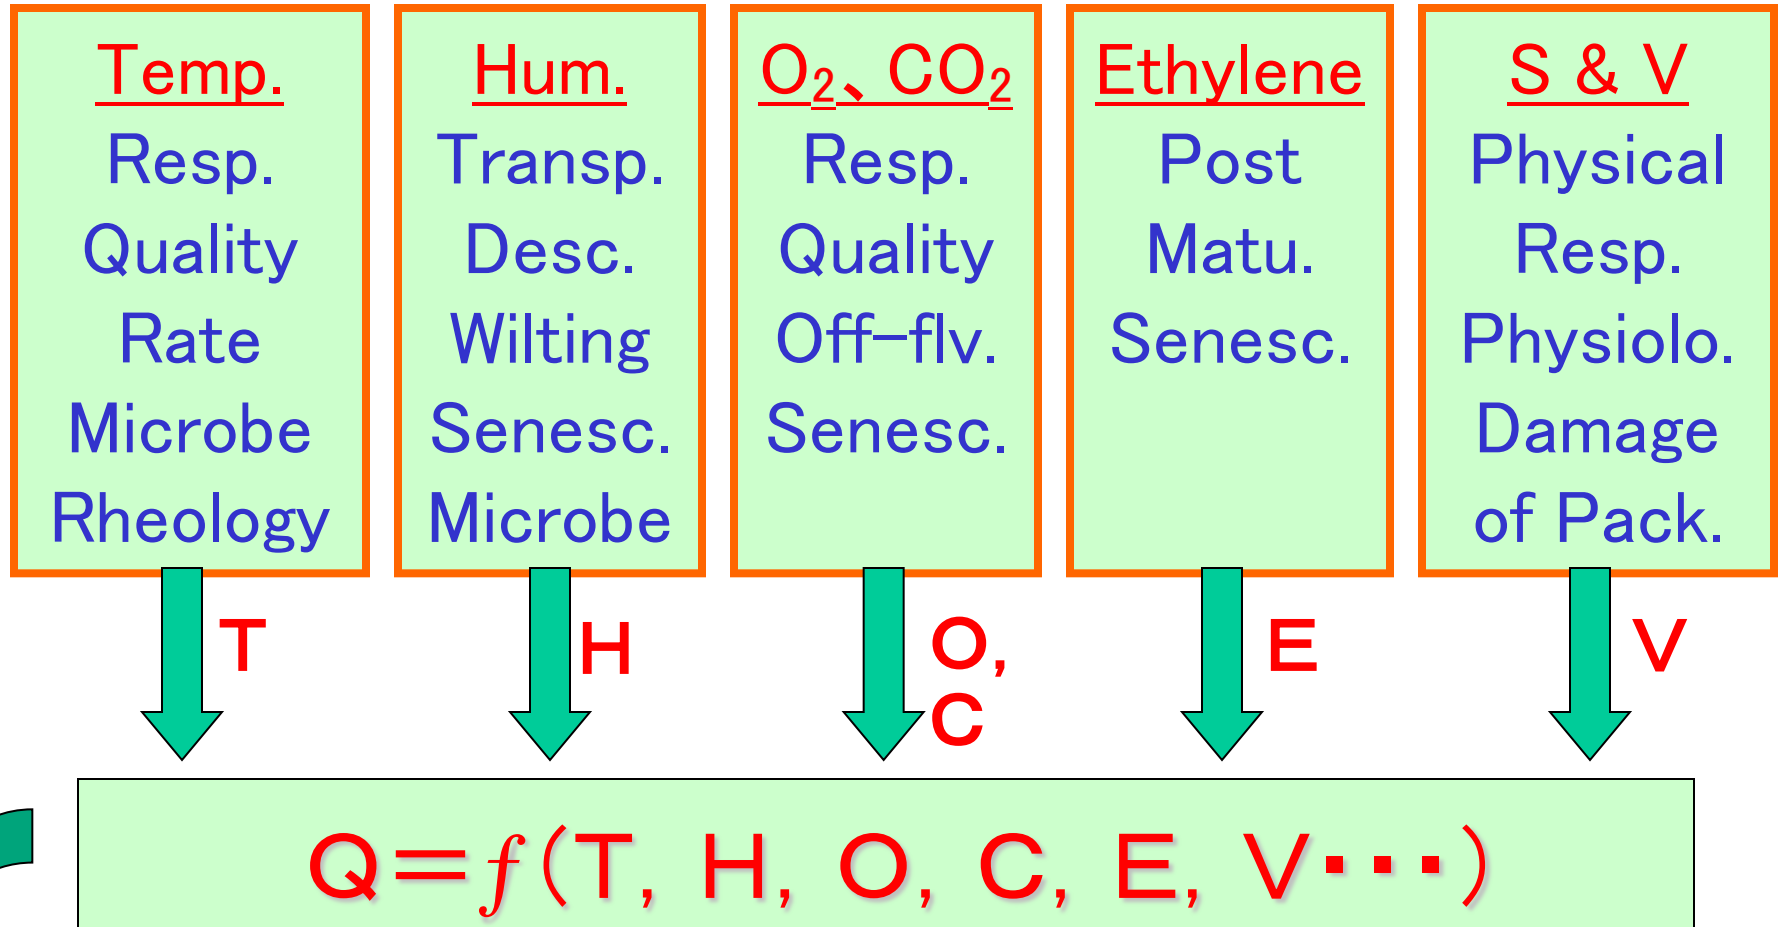 Temp.
Resp.
Quality
Rate
Microbe
Rheology
Hum.
Transp.
Desc.
Wilting
Senesc.
Microbe
O₂、CO₂
Resp.
Quality
Off-flv.
Senesc.
Ethylene
Post
Matu.
Senesc.
S & V
Physical
Resp.
Physiolo.
Damage
of Pack.
T
H
O,
C
E
V
Q=f(T, H, O, C, E, V・・・)